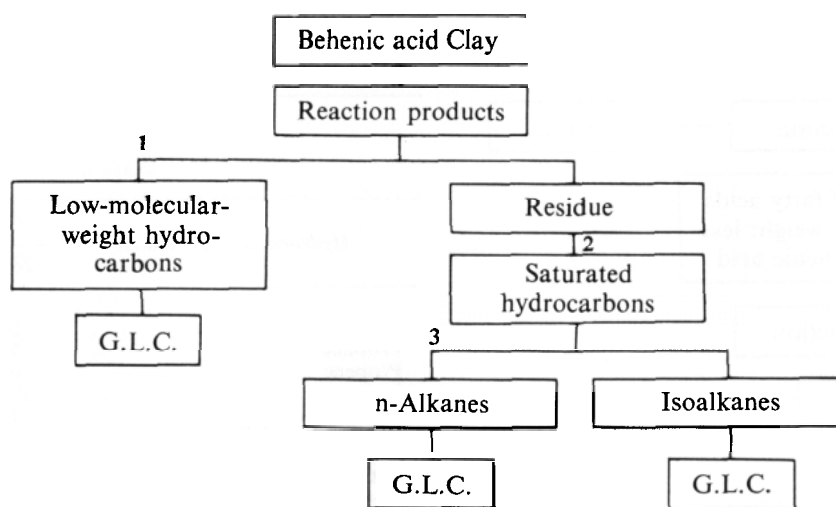 Behenic acid Clay
Reaction products
1
Low-molecular-
weight hydro-
carbons
Residue
2
Saturated
hydrocarbons
G.L.C.
3
n-Alkanes
Isoalkanes
G.L.C.
G.L.C.